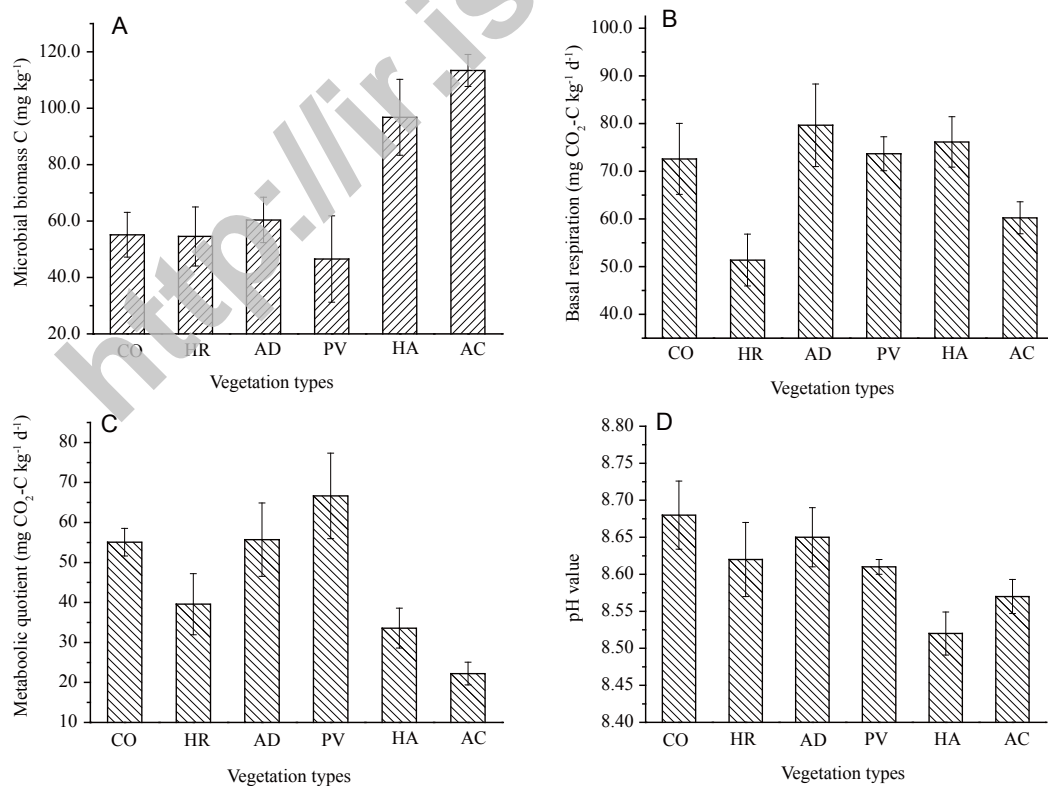 A
Microbial biomass C (mg kg⁻¹)
120.0
100.0
80.0
60.0
40.0
20.0
CO HR AD PV HA AC
Vegetation types
B
Basal respiration (mg CO₂-C kg⁻¹ d⁻¹)
80.0
70.0
60.0
50.0
40.0
CO HR AD PV HA AC
Vegetation types
C
Metaboolic quotient (mg CO₂-C kg⁻¹ d⁻¹)
80
70
60
50
40
30
20
10
CO HR AD PV HA AC
Vegetation types
D
pH value
8.80
8.75
8.70
8.65
8.60
8.55
8.50
8.45
8.40
CO HR AD PV HA AC
Vegetation types
http://ir.is